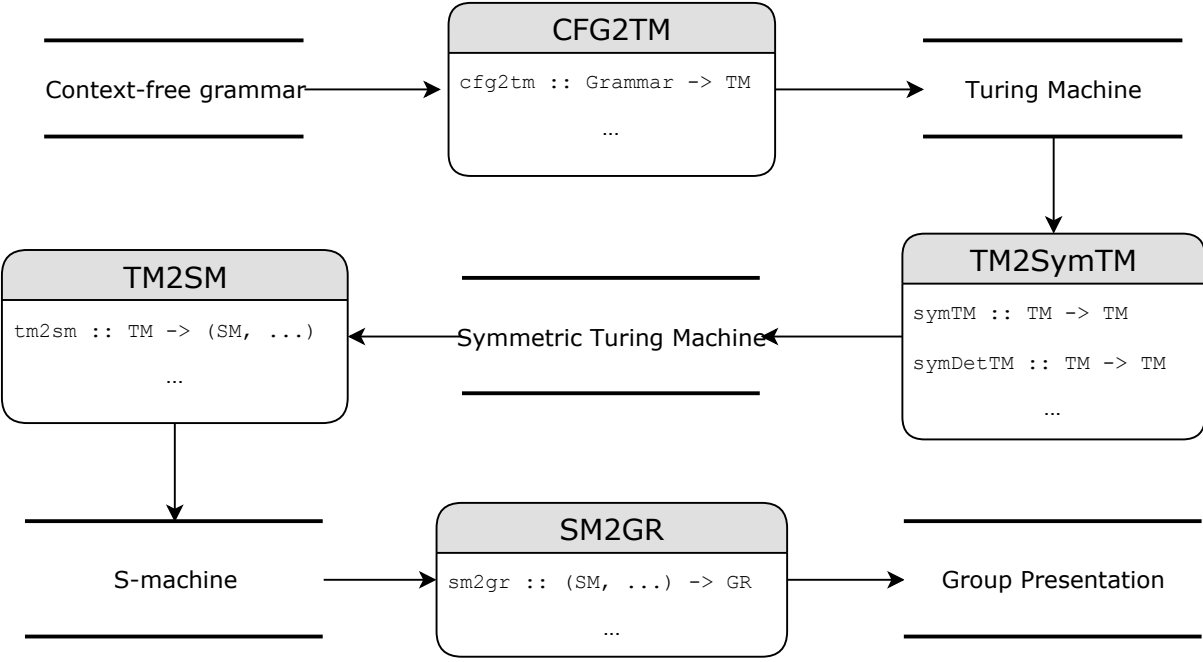 CFG2TM
Context-free grammar
cfg2tm :: Grammar -> TM
...
Turing Machine
TM2SymTM
symTM :: TM -> TM
symDetTM :: TM -> TM
...
Symmetric Turing Machine
TM2SM
tm2sm :: TM -> (SM, ...)
...
S-machine
SM2GR
sm2gr :: (SM, ...) -> GR
...
Group Presentation